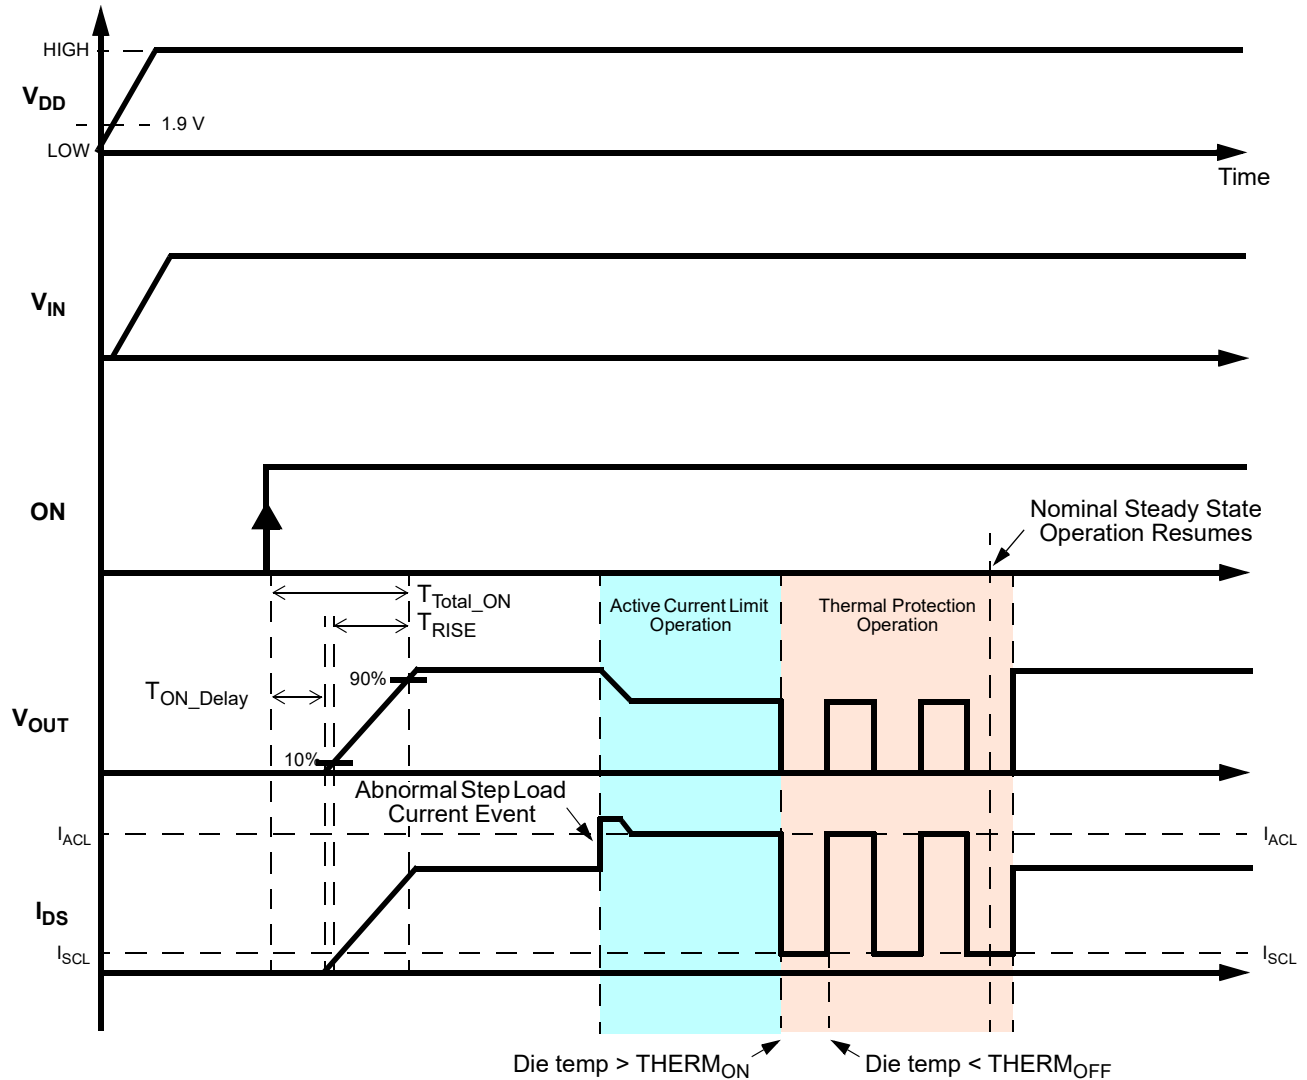 HIGH
VDD
1.9 V
LOW
Time
VIN
ON
Nominal Steady State
Operation Resumes
TTotal_ON
TRISE
Active Current Limit
Operation
Thermal Protection
Operation
90%
TON_Delay
VOUT
10%
Abnormal Step Load
Current Event
IACL
IACL
IDS
ISCL
ISCL
Die temp > THERMON
Die temp < THERMOFF